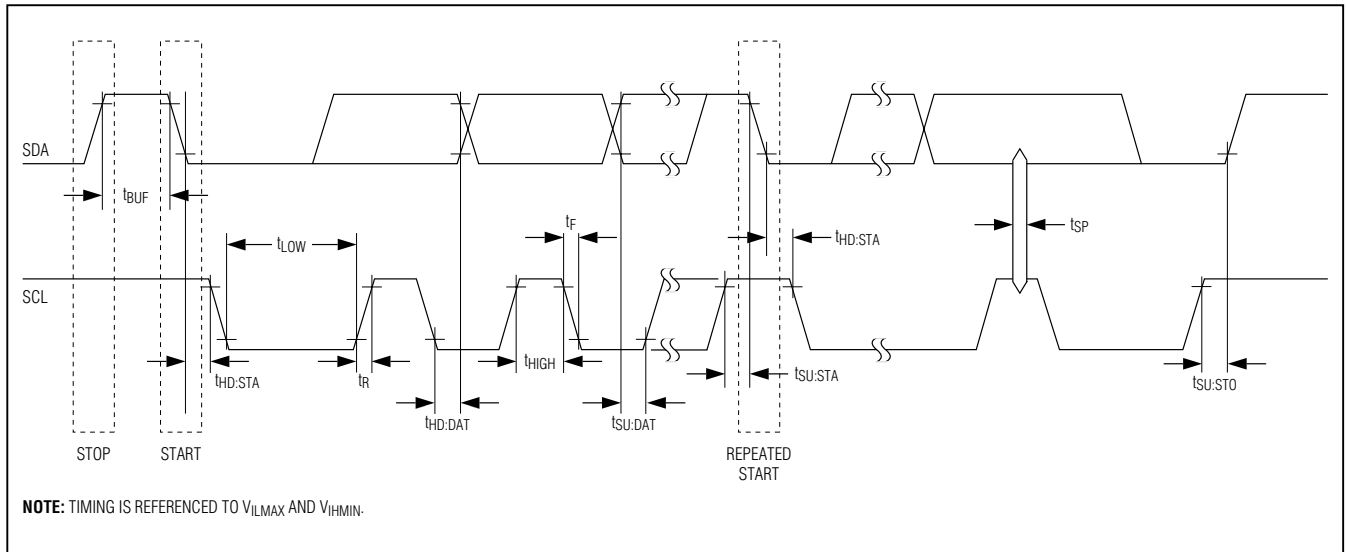 SDA
tBUF
tLOW
tF
tHD:STA
tSP
SCL
tHD:STA
tR
tHD:DAT
tHIGH
tSU:DAT
tSU:STA
tSU:STO
STOP
START
REPEATED
START
NOTE: TIMING IS REFERENCED TO VILMAX AND VIHMIN.